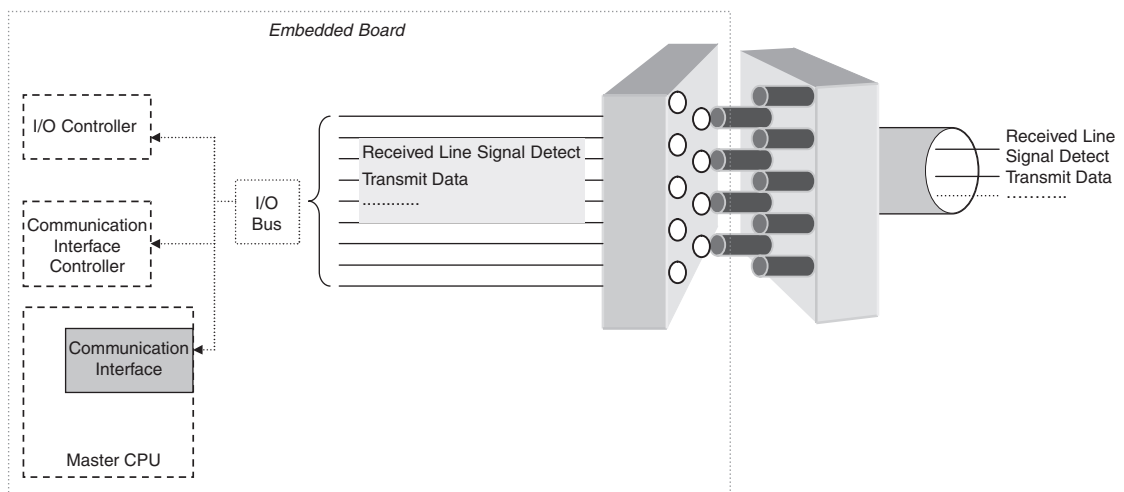 Embedded Board
I/O Controller
Communication
Interface
Controller
Communication
Interface
Master CPU
I/O
Bus
Received Line Signal Detect
Transmit Data
............
Received Line
Signal Detect
Transmit Data
...........